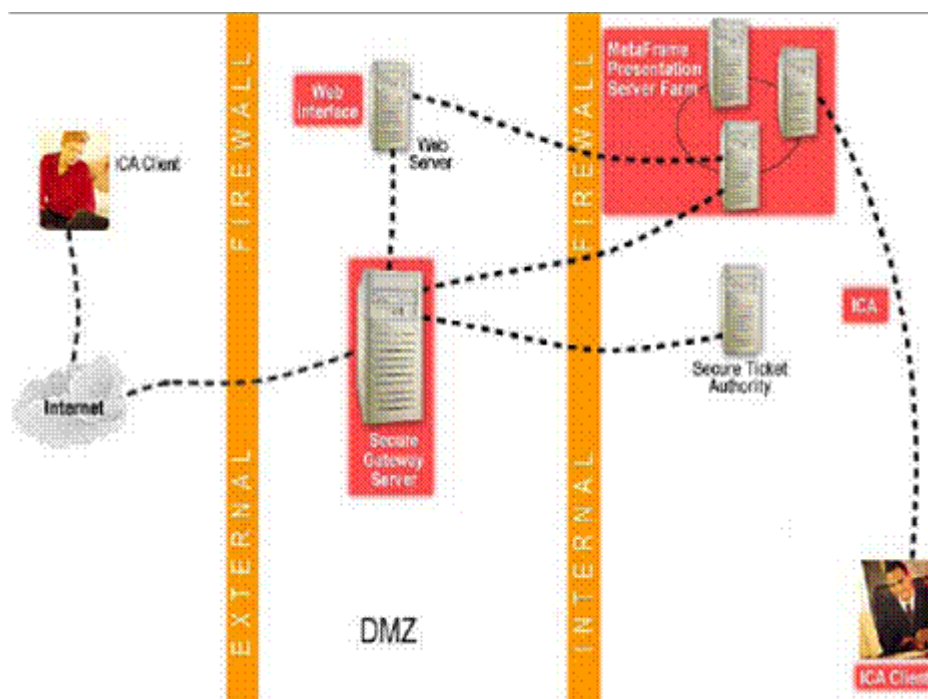 EXTERNAL FIREWALL
INTERNAL FIREWALL
Web
Interface
Web
Server
MetaFrame
Presentation
Server Farm
ICA Client
ICA
Secure Ticket
Authority
Internet
Secure
Gateway
Server
DMZ
ICA Client